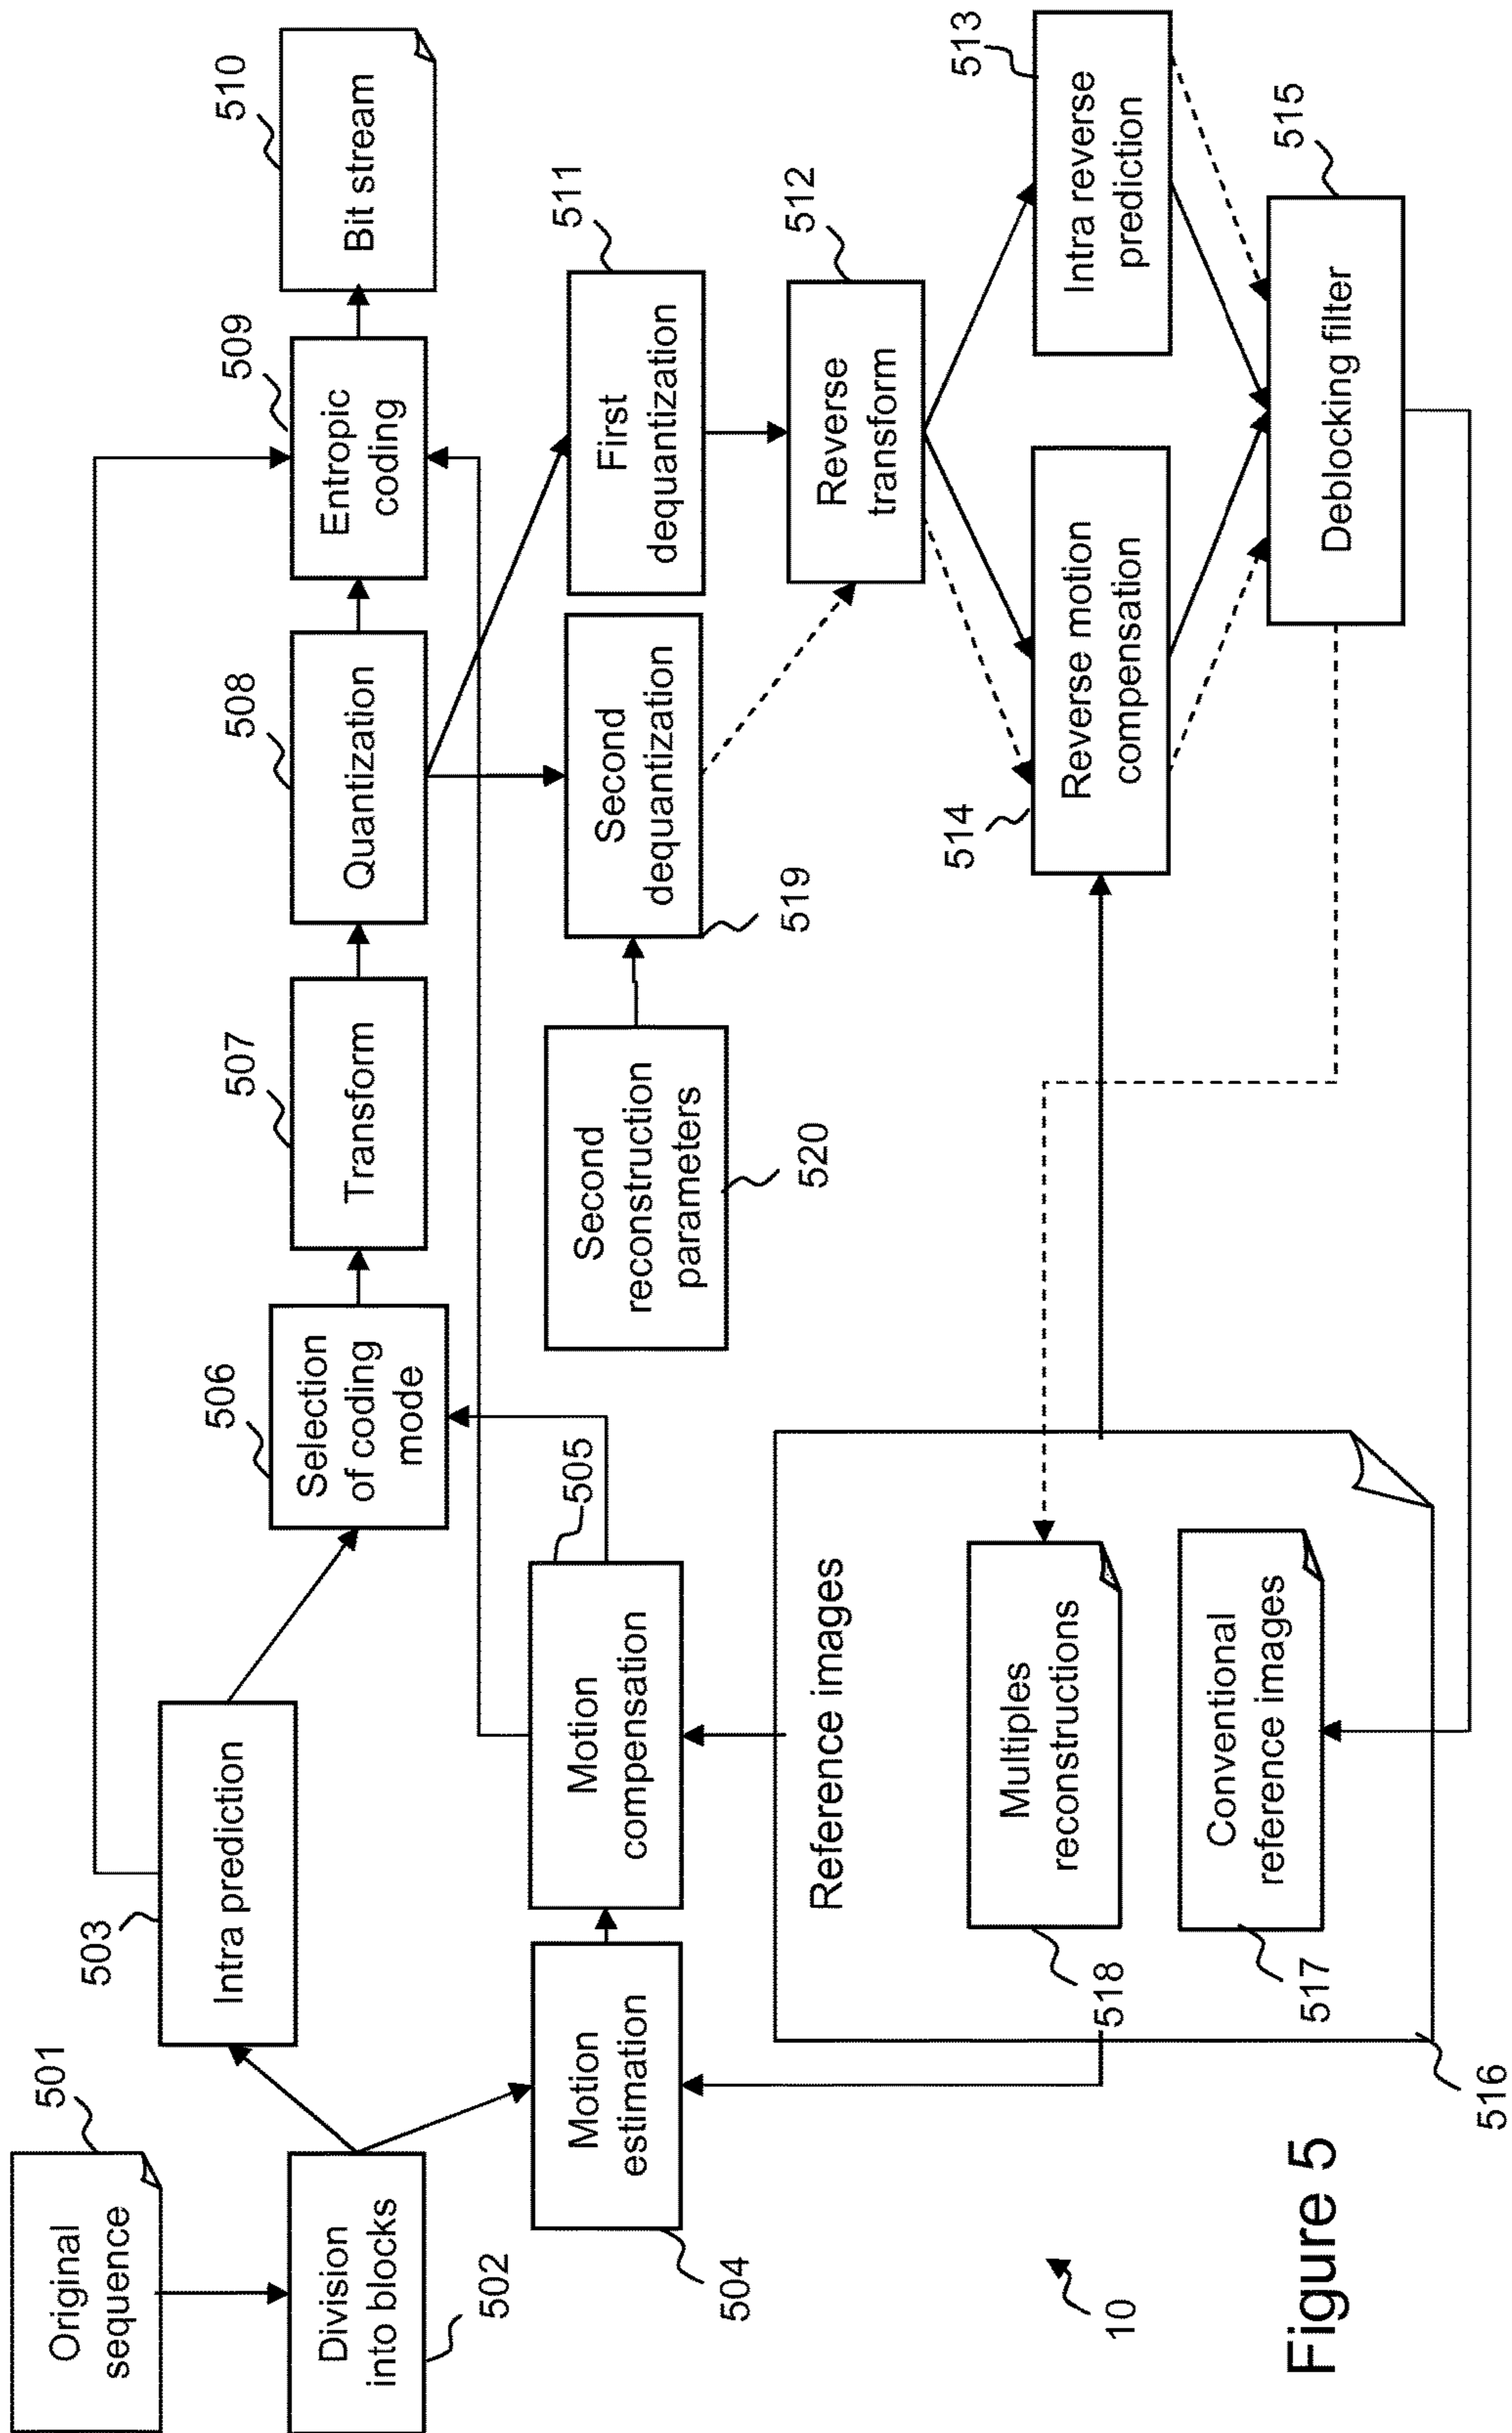 501
Original
sequence
Division
into blocks
502
503
Intra prediction
Motion
estimation
504
Motion
compensation
505
506
Selection
of coding
mode
507
Transform
508
Quantization
509
Entropic
coding
510
Bit stream
Second
reconstruction
parameters
520
Second
dequantization
519
First
dequantization
511
Reverse
transform
512
Reverse motion
compensation
514
Intra reverse
prediction
513
Deblocking filter
515
Reference images
Multiples
reconstructions
518
Conventional
reference images
517
516
10
Figure 5